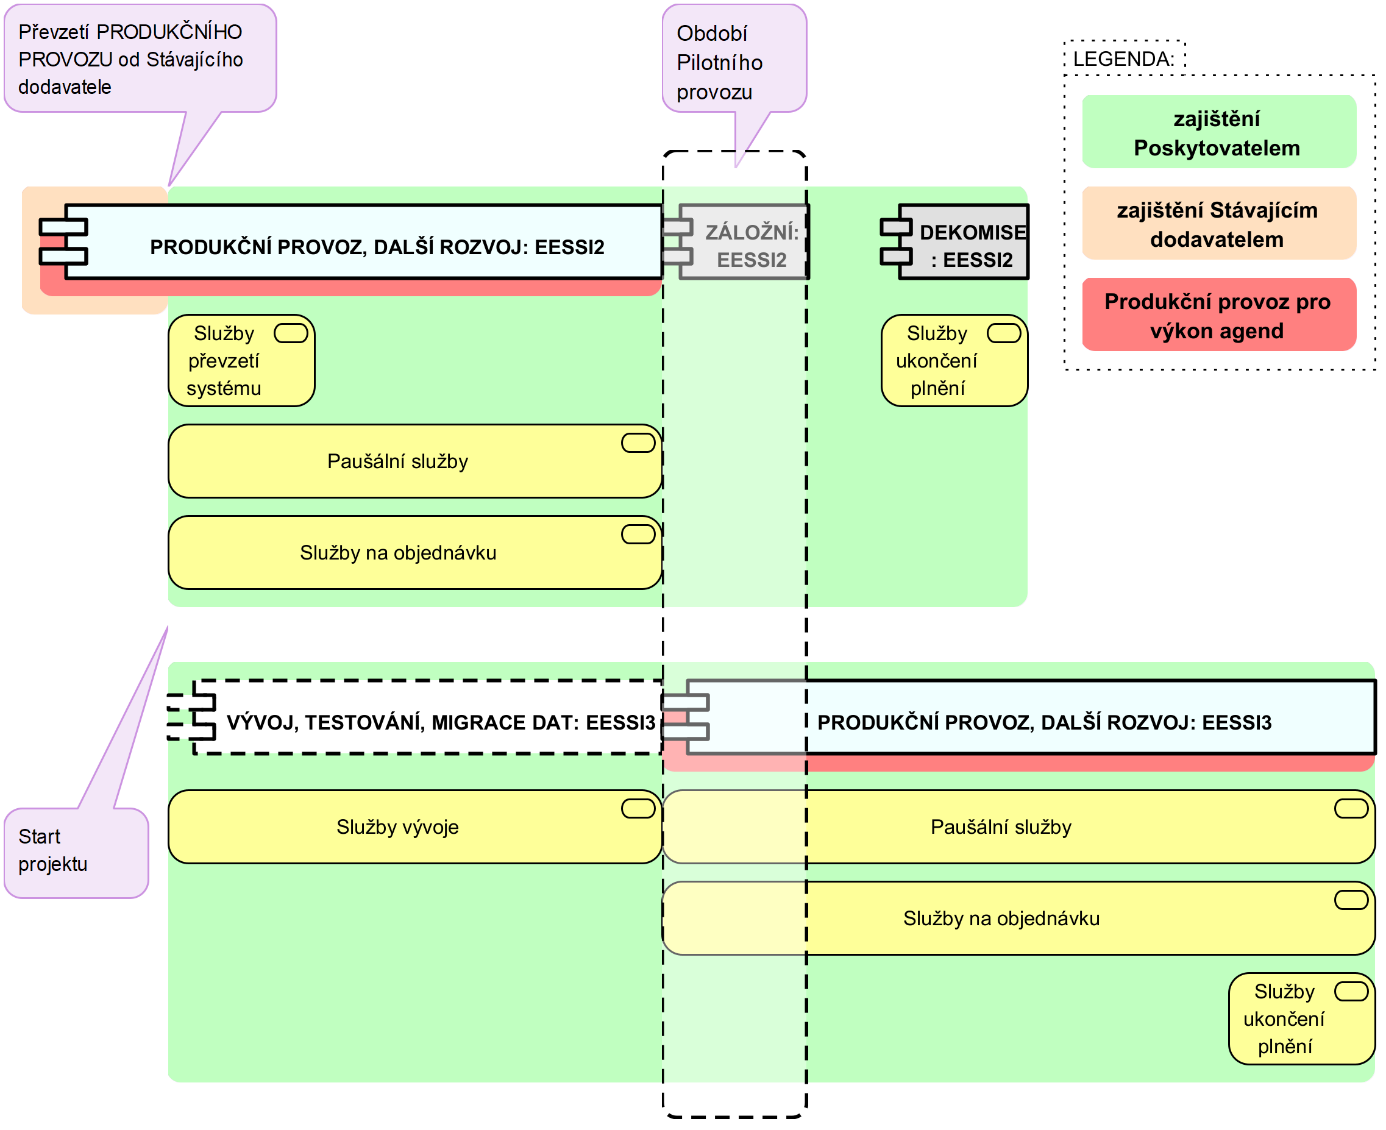 Převzetí PRODUKČNÍHO
PROVOZU od Stávajícího
dodavatele
Období
Pilotního
provozu
LEGENDA:
zajištění
Poskytovatelem
zajištění Stávajícím
dodavatelem
Produkční provoz pro
výkon agend
PRODUKČNÍ PROVOZ, DALŠÍ ROZVOJ: EESSI2
ZÁLOŽNÍ:
EESSI2
DEKOMISE
: EESSI2
Služby
převzetí
systému
Služby
ukončení
plnění
Paušální služby
Služby na objednávku
VÝVOJ, TESTOVÁNÍ, MIGRACE DAT: EESSI3
PRODUKČNÍ PROVOZ, DALŠÍ ROZVOJ: EESSI3
Start
projektu
Služby vývoje
Paušální služby
Služby na objednávku
Služby
ukončení
plnění